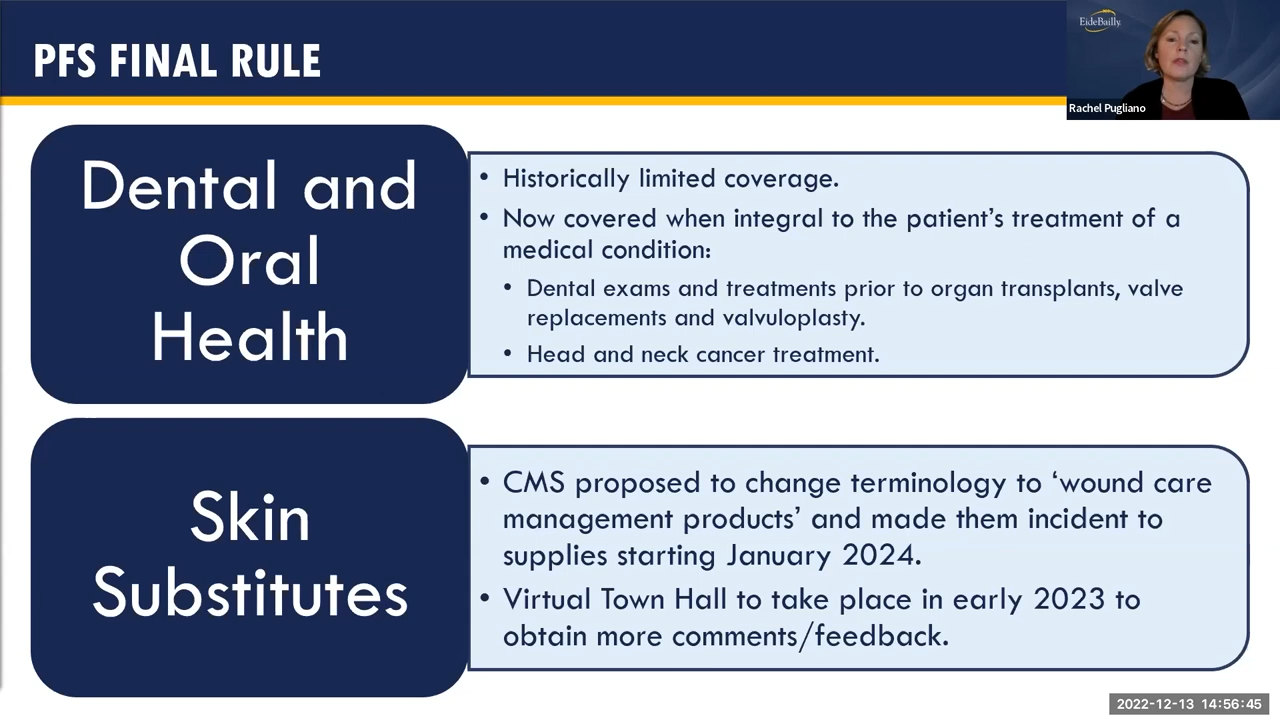 PFS FINAL RULE
EideBailly
Rachel Pugliano
Dental and
Oral
Health
• Historically limited coverage.
• Now covered when integral to the patient’s treatment of a
medical condition:
• Dental exams and treatments prior to organ transplants, valve
replacements and valvuloplasty.
• Head and neck cancer treatment.
Skin
Substitutes
• CMS proposed to change terminology to ‘wound care
management products’ and made them incident to
supplies starting January 2024.
• Virtual Town Hall to take place in early 2023 to
obtain more comments/feedback.
2022-12-13 14:56:45